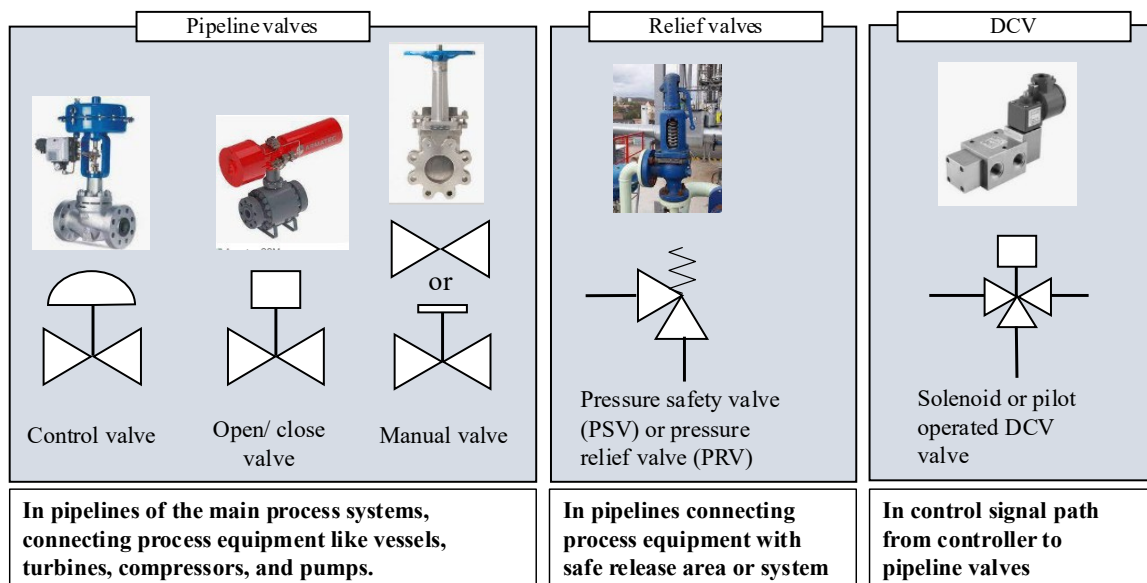 Pipeline valves
or
Control valve
Open/ close
valve
Manual valve
In pipelines of the main process systems,
connecting process equipment like vessels,
turbines, compressors, and pumps.
Relief valves
Pressure safety valve
(PSV) or pressure
relief valve (PRV)
In pipelines connecting
process equipment with
safe release area or system
DCV
Solenoid or pilot
operated DCV
valve
In control signal path
from controller to
pipeline valves